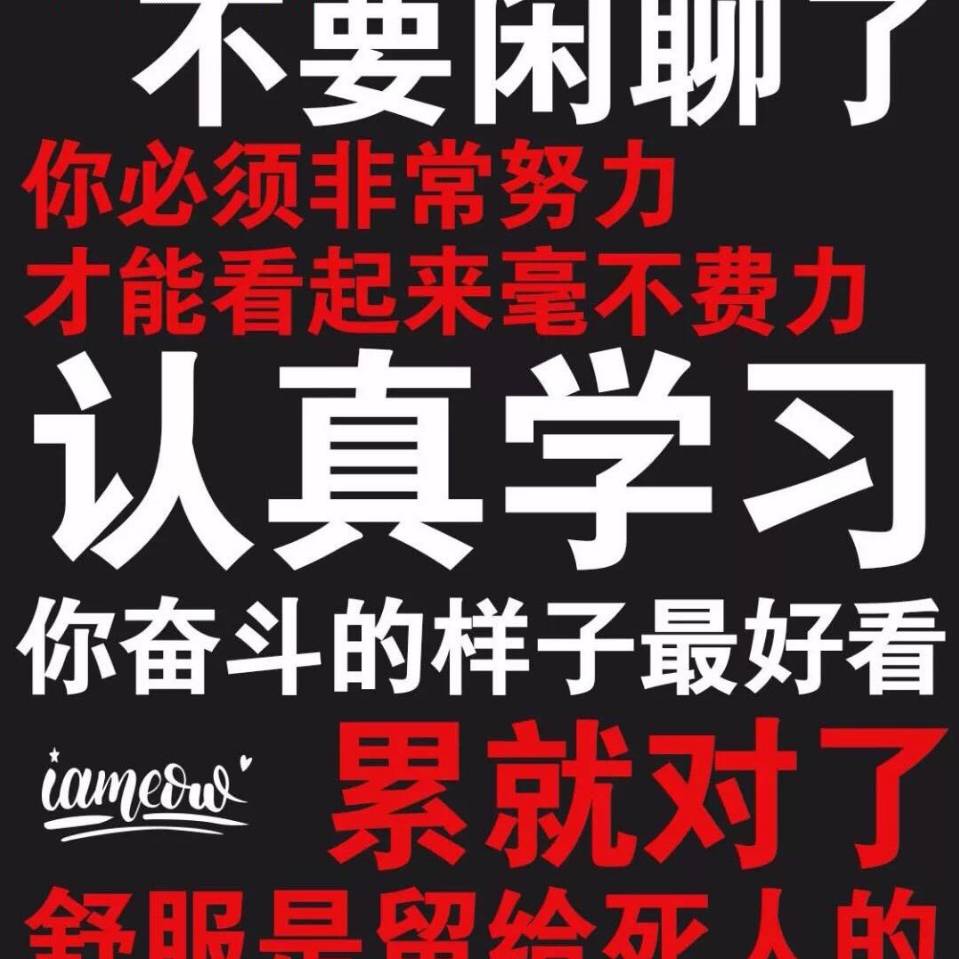 不要闲聊了
你必须非常努力
才能看起来毫不费力
认真学习
你奋斗的样子最好看
iameow
累就对了
舒服是留给死人的